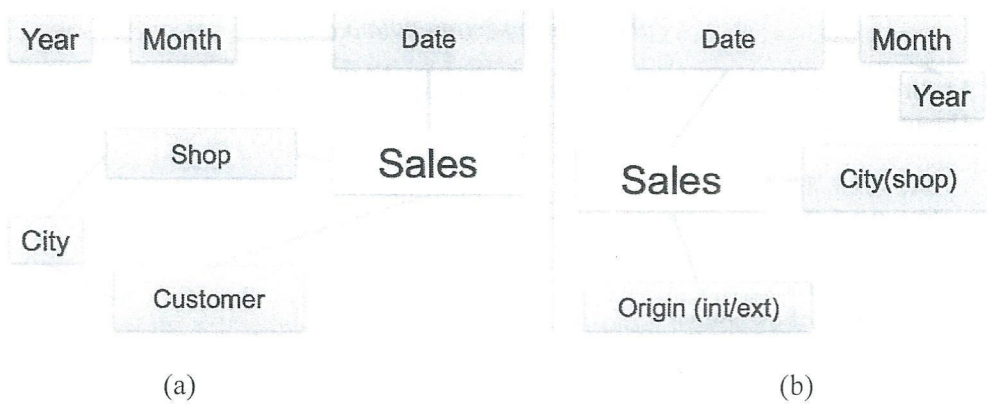 Year
Month
Date
Shop
Sales
City
Customer
(a)
Date
Month
Year
Sales
City(shop)
Origin (int/ext)
(b)